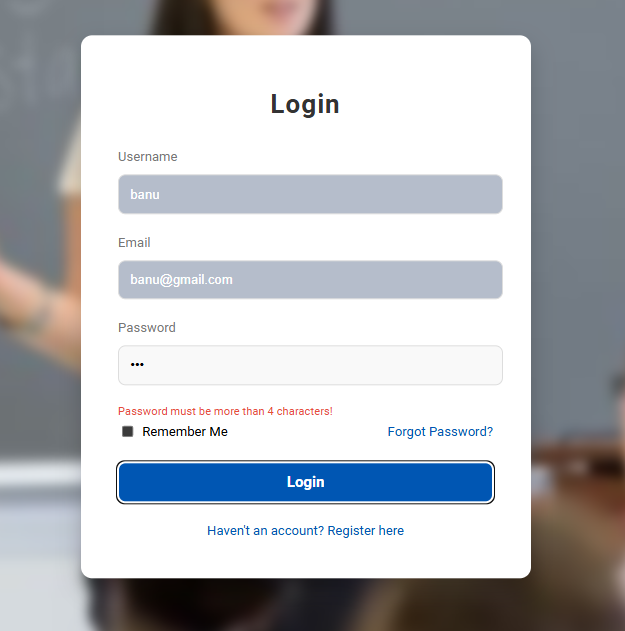 Login
Username
banu
Email
banu@gmail.com
Password
•••
Password must be more than 4 characters!
Remember Me Forgot Password?
Login
Haven't an account? Register here